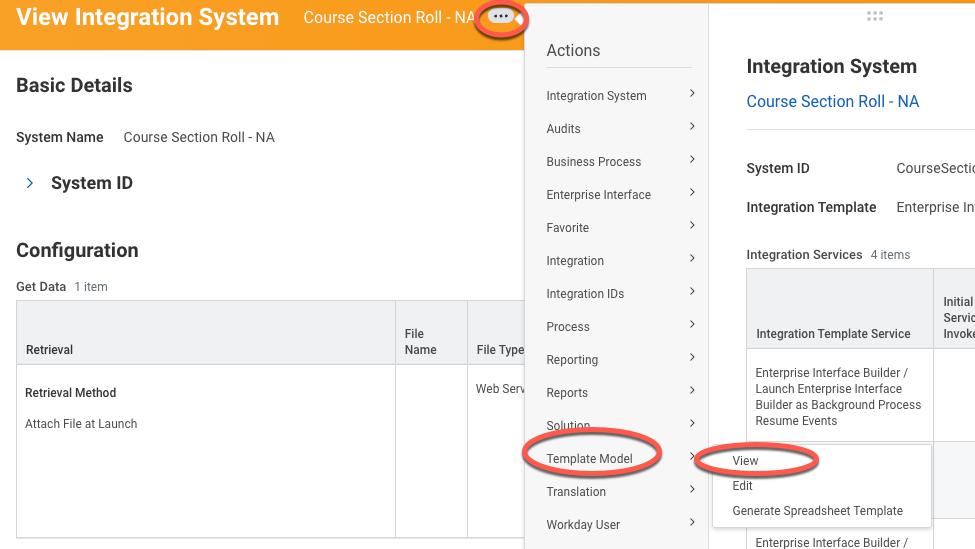 View Integration System Course Section Roll - NA
Basic Details
System Name Course Section Roll - NA
System ID
Configuration
Get Data 1 item
Retrieval
File
Name
File Type
Retrieval Method
Attach File at Launch
Web Serv
Actions
Integration System
Audits
Business Process
Enterprise Interface
Favorite
Integration
Integration IDs
Process
Reporting
Reports
Solution
Template Model
Translation
Workday User
View
Edit
Generate Spreadsheet Template
Integration System
Course Section Roll - NA
System ID CourseSectio
Integration Template Enterprise In
Integration Services 4 items
Integration Template Service
Initial
Servic
Invoke
Enterprise Interface Builder /
Launch Enterprise Interface
Builder as Background Process
Resume Events
Enterprise Interface Builder /